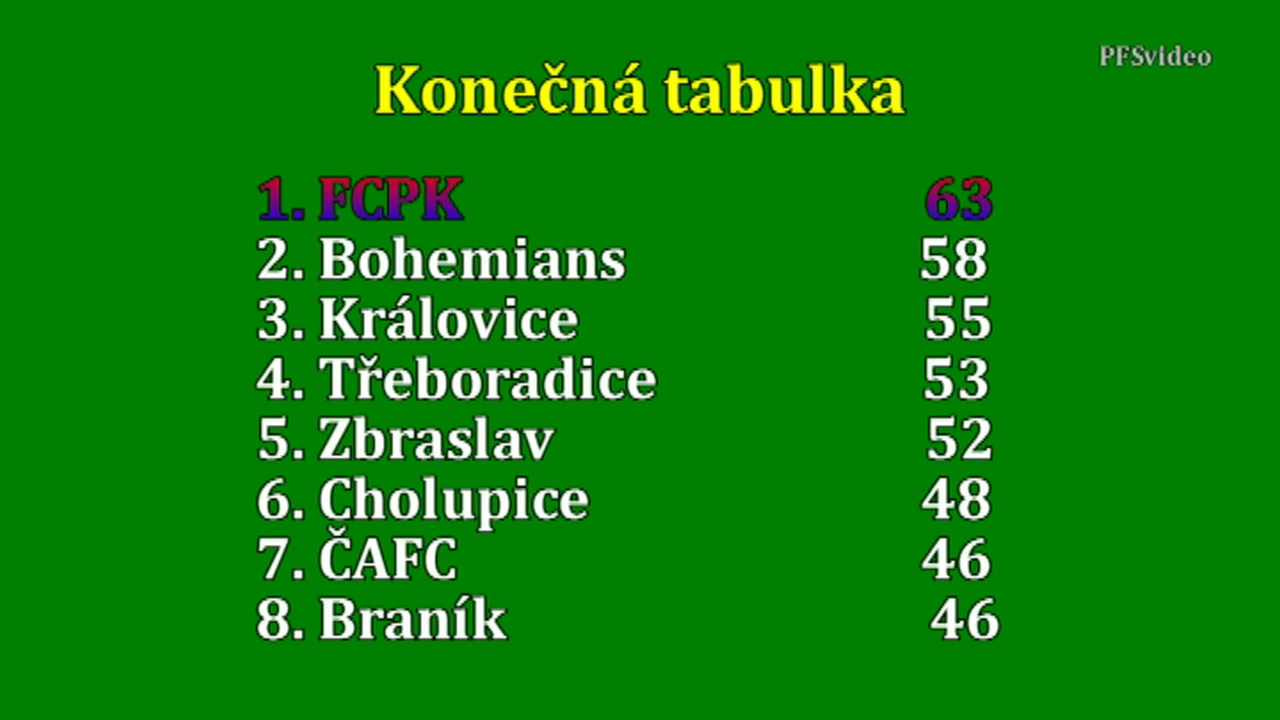 PFSvideo
Konečná tabulka
1. FCPK 63
2. Bohemians 58
3. Královice 55
4. Třeboradice 53
5. Zbraslav 52
6. Cholupice 48
7. ČAFC 46
8. Braník 46